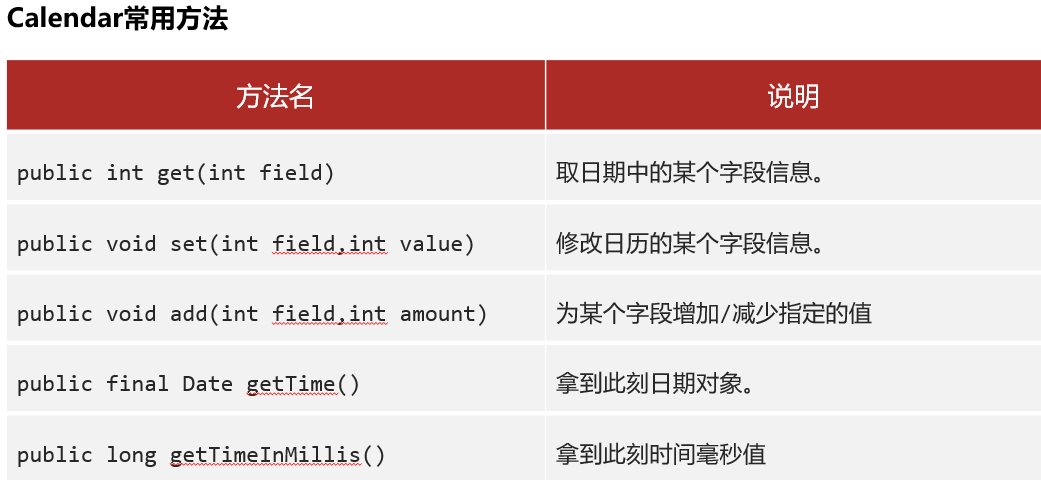 Calendar常用方法
方法名 说明
public int get(int field) 取日期中的某个字段信息。
public void set(int field,int value) 修改日历的某个字段信息。
public void add(int field,int amount) 为某个字段增加/减少指定的值
public final Date getTime() 拿到此刻日期对象。
public long getTimeInMillis() 拿到此刻时间毫秒值